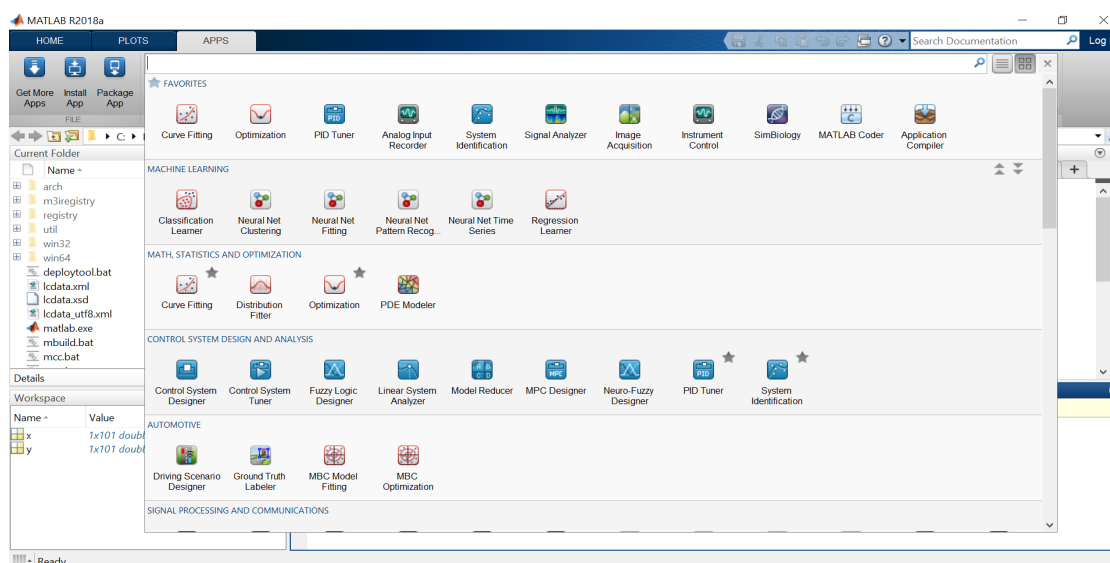 MATLAB R2018a
HOME PLOTS APPS
Search Documentation
Log
Get More Apps
Install App
Package App
FILE
C:
Current Folder
Name
arch
m3iregistry
registry
util
win32
win64
deploytool.bat
lcdata.xml
lcdata.xsd
lcdata_utf8.xml
matlab.exe
mbuild.bat
mcc.bat
Details
Workspace
Name Value
x 1x101 doubl
y 1x101 doubl
Ready
FAVORITES
Curve Fitting
Optimization
PID Tuner
Analog Input Recorder
System Identification
Signal Analyzer
Image Acquisition
Instrument Control
SimBiology
MATLAB Coder
Application Compiler
MACHINE LEARNING
Classification Learner
Neural Net Clustering
Neural Net Fitting
Neural Net Pattern Recog...
Neural Net Time Series
Regression Learner
MATH, STATISTICS AND OPTIMIZATION
Curve Fitting
Distribution Fitter
Optimization
PDE Modeler
CONTROL SYSTEM DESIGN AND ANALYSIS
Control System Designer
Control System Tuner
Fuzzy Logic Designer
Linear System Analyzer
Model Reducer
MPC Designer
Neuro-Fuzzy Designer
PID Tuner
System Identification
AUTOMOTIVE
Driving Scenario Designer
Ground Truth Labeler
MBC Model Fitting
MBC Optimization
SIGNAL PROCESSING AND COMMUNICATIONS